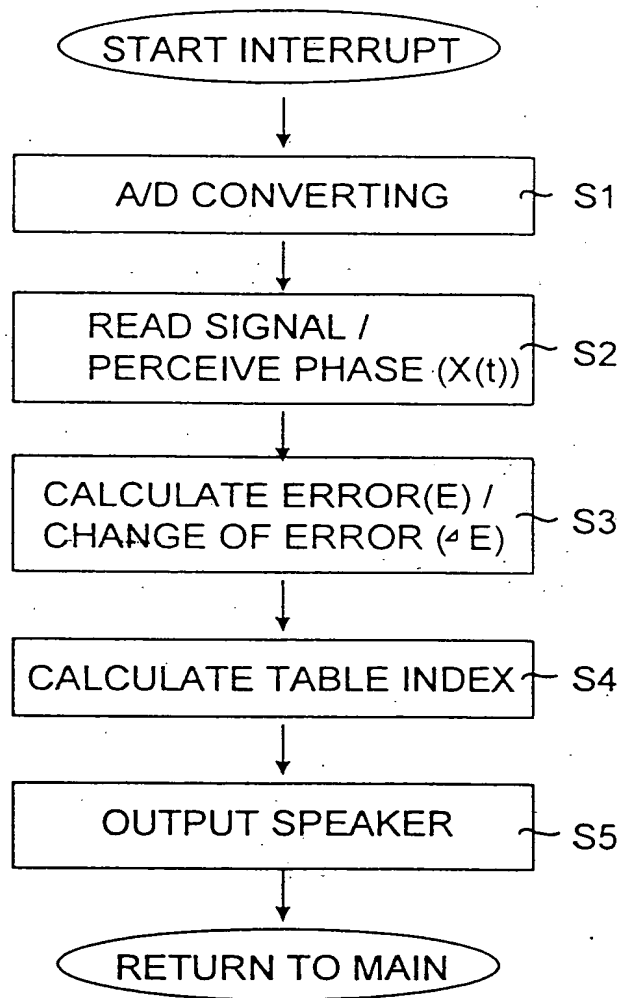 START INTERRUPT
A/D CONVERTING
S1
READ SIGNAL /
PERCEIVE PHASE (X(t))
S2
CALCULATE ERROR(E) /
CHANGE OF ERROR (⊿E)
S3
CALCULATE TABLE INDEX
S4
OUTPUT SPEAKER
S5
RETURN TO MAIN